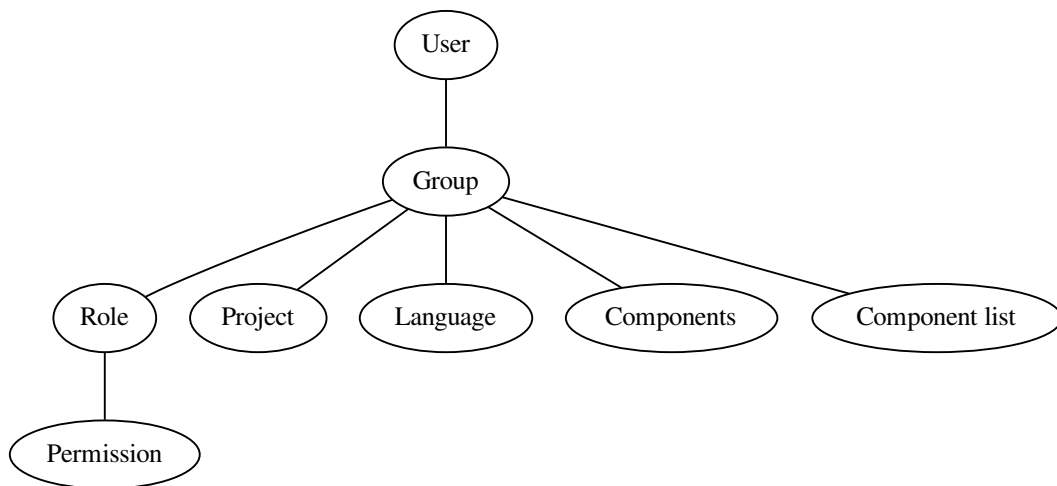 User
Group
Role
Project
Language
Components
Component list
Permission